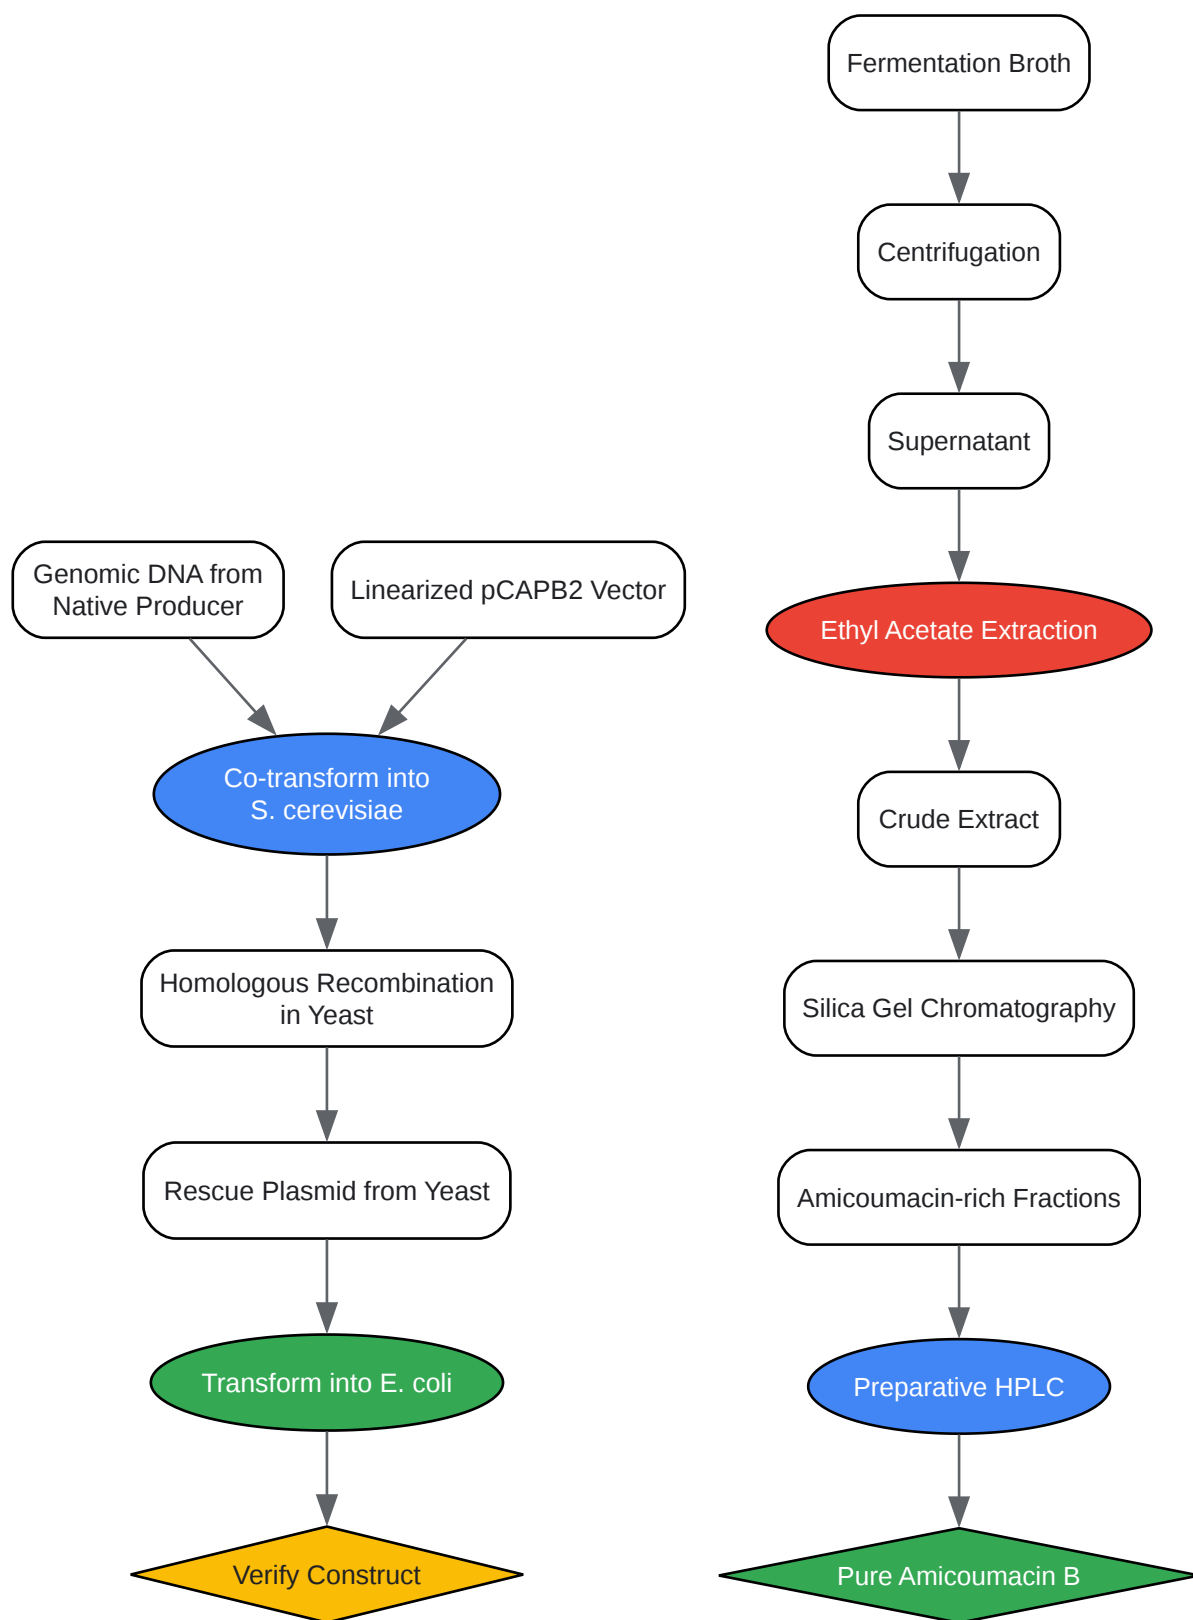 Genomic DNA from
Native Producer
Linearized pCAPB2 Vector
Co-transform into
S. cerevisiae
Homologous Recombination
in Yeast
Rescue Plasmid from Yeast
Transform into E. coli
Verify Construct
Fermentation Broth
Centrifugation
Supernatant
Ethyl Acetate Extraction
Crude Extract
Silica Gel Chromatography
Amicoumacin-rich Fractions
Preparative HPLC
Pure Amicoumacin B